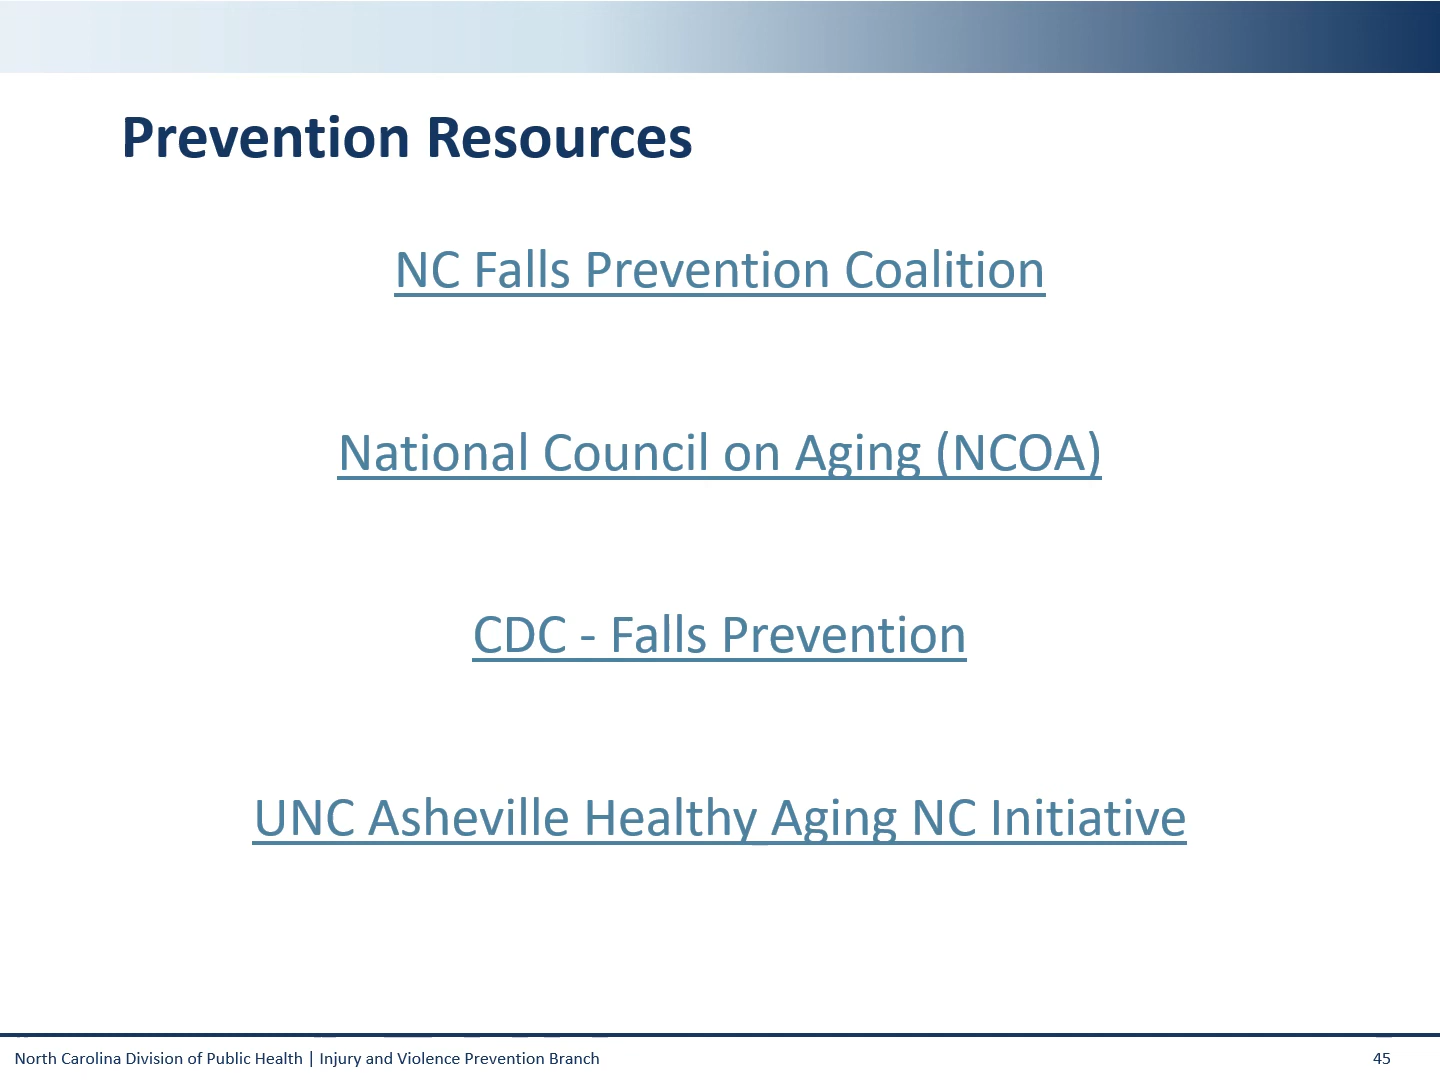 Prevention Resources
NC Falls Prevention Coalition
National Council on Aging (NCOA)
CDC - Falls Prevention
UNC Asheville Healthy Aging NC Initiative
North Carolina Division of Public Health | Injury and Violence Prevention Branch
45